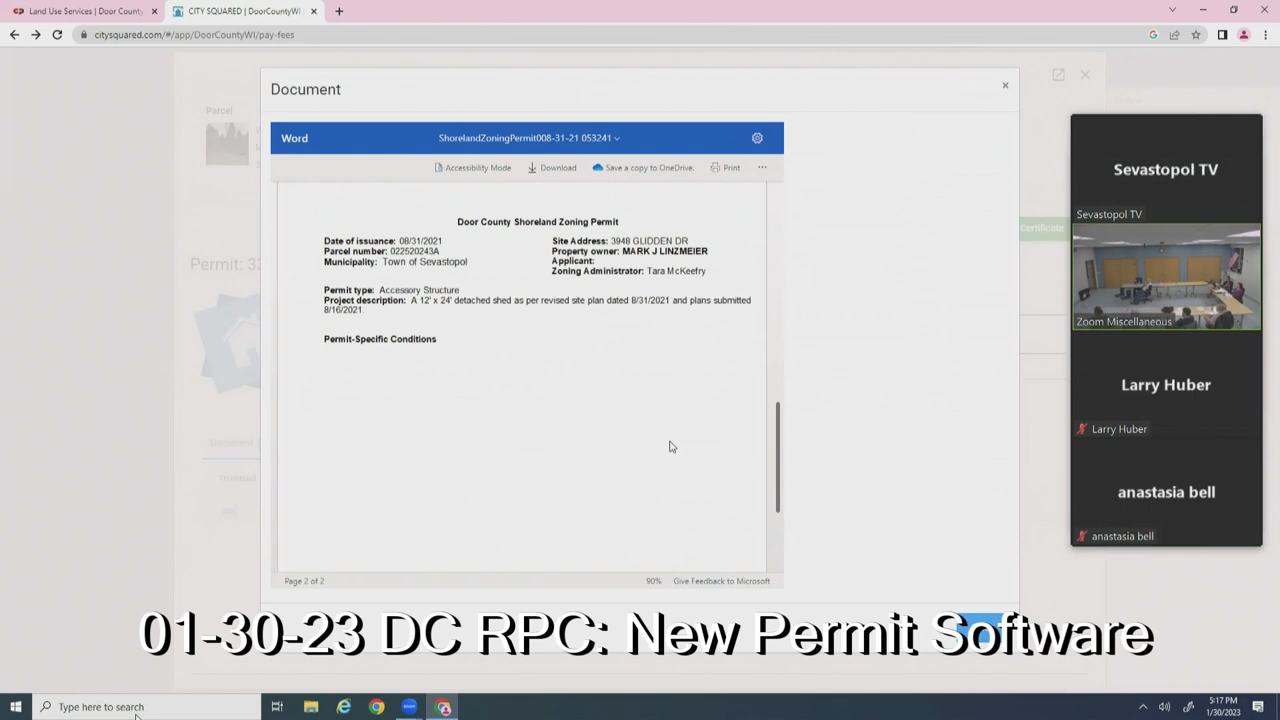 Land Use Services | Door County
CITY SQUARED | DoorCountyWI
citysquared.com/#/app/DoorCountyWI/pay-fees
Document
Parcel
Word
ShorelandZoningPermit008-31-21 053241
Accessibility Mode
Download
Save a copy to OneDrive.
Print
Door County Shoreland Zoning Permit
Date of issuance: 08/31/2021
Site Address: 3948 GLIDDEN DR
Parcel number: 022520243A
Property owner: MARK J LINZMEIER
Municipality: Town of Sevastopol
Applicant:
Zoning Administrator: Tara McKeefry
Permit type: Accessory Structure
Project description: A 12' x 24' detached shed as per revised site plan dated 8/31/2021 and plans submitted
8/16/2021.
Permit-Specific Conditions
Certificate
Permit: 33
Document
Page 2 of 2
90%
Give Feedback to Microsoft
Sevastopol TV
Sevastopol TV
Zoom Miscellaneous
Larry Huber
Larry Huber
anastasia bell
anastasia bell
01-30-23 DC RPC: New Permit Software
Type here to search
5:17 PM
1/30/2023